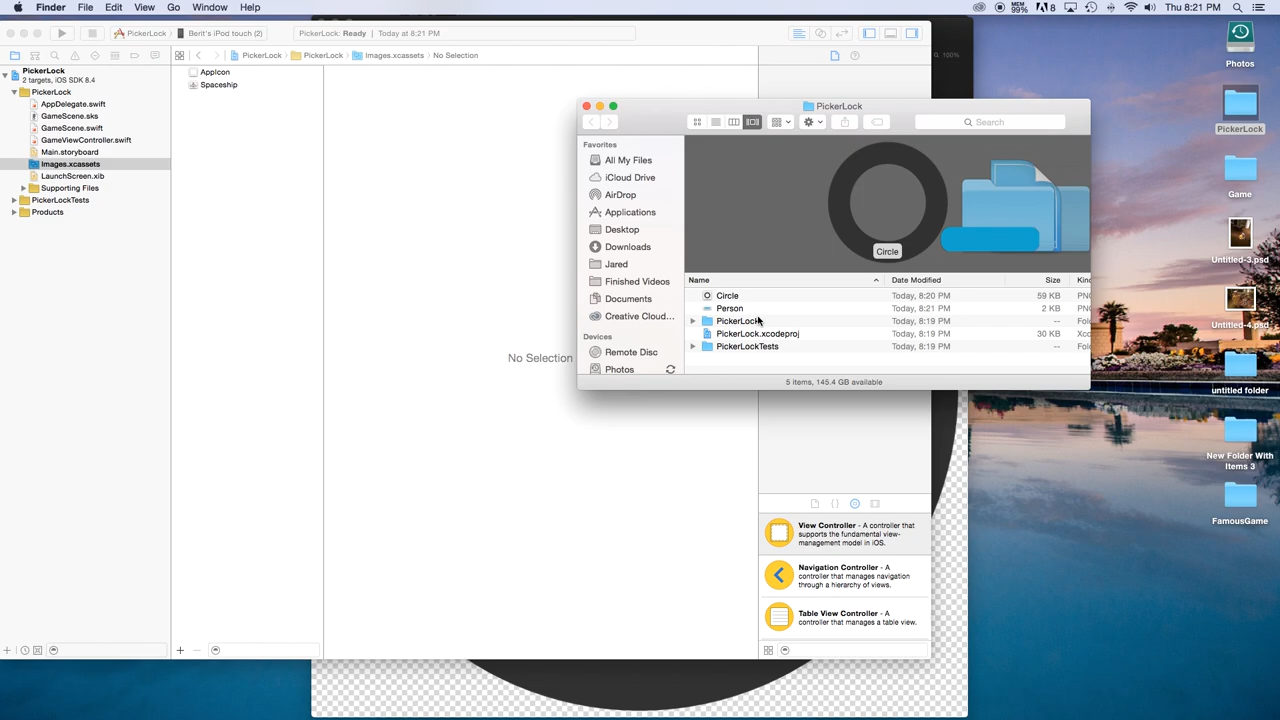 Finder File Edit View Go Window Help
MEM 99% 8 Thu 8:21 PM
PickerLock Berit's iPod touch (2) PickerLock: Ready | Today at 8:21 PM
PickerLock PickerLock Images.xcassets No Selection
100%
PickerLock
2 targets, iOS SDK 8.4
PickerLock
AppDelegate.swift
GameScene.sks
GameScene.swift
GameViewController.swift
Main.storyboard
Images.xcassets
LaunchScreen.xib
Supporting Files
PickerLockTests
Products
AppIcon
Spaceship
No Selection
PickerLock
Search
Favorites
All My Files
iCloud Drive
AirDrop
Applications
Desktop
Downloads
Jared
Finished Videos
Documents
Creative Cloud...
Devices
Remote Disc
Photos
Circle
Name Date Modified Size Kind
Circle Today, 8:20 PM 59 KB PNG
Person Today, 8:21 PM 2 KB PNG
PickerLock Today, 8:19 PM -- Fol
PickerLock.xcodeproj Today, 8:19 PM 30 KB Xco
PickerLockTests Today, 8:19 PM -- Fol
5 items, 145.4 GB available
View Controller - A controller that
supports the fundamental view-
management model in iOS.
Navigation Controller - A
controller that manages navigation
through a hierarchy of views.
Table View Controller - A
controller that manages a table view.
Photos
PickerLock
Game
Untitled-3.psd
Untitled-4.psd
untitled folder
New Folder With
Items 3
FamousGame